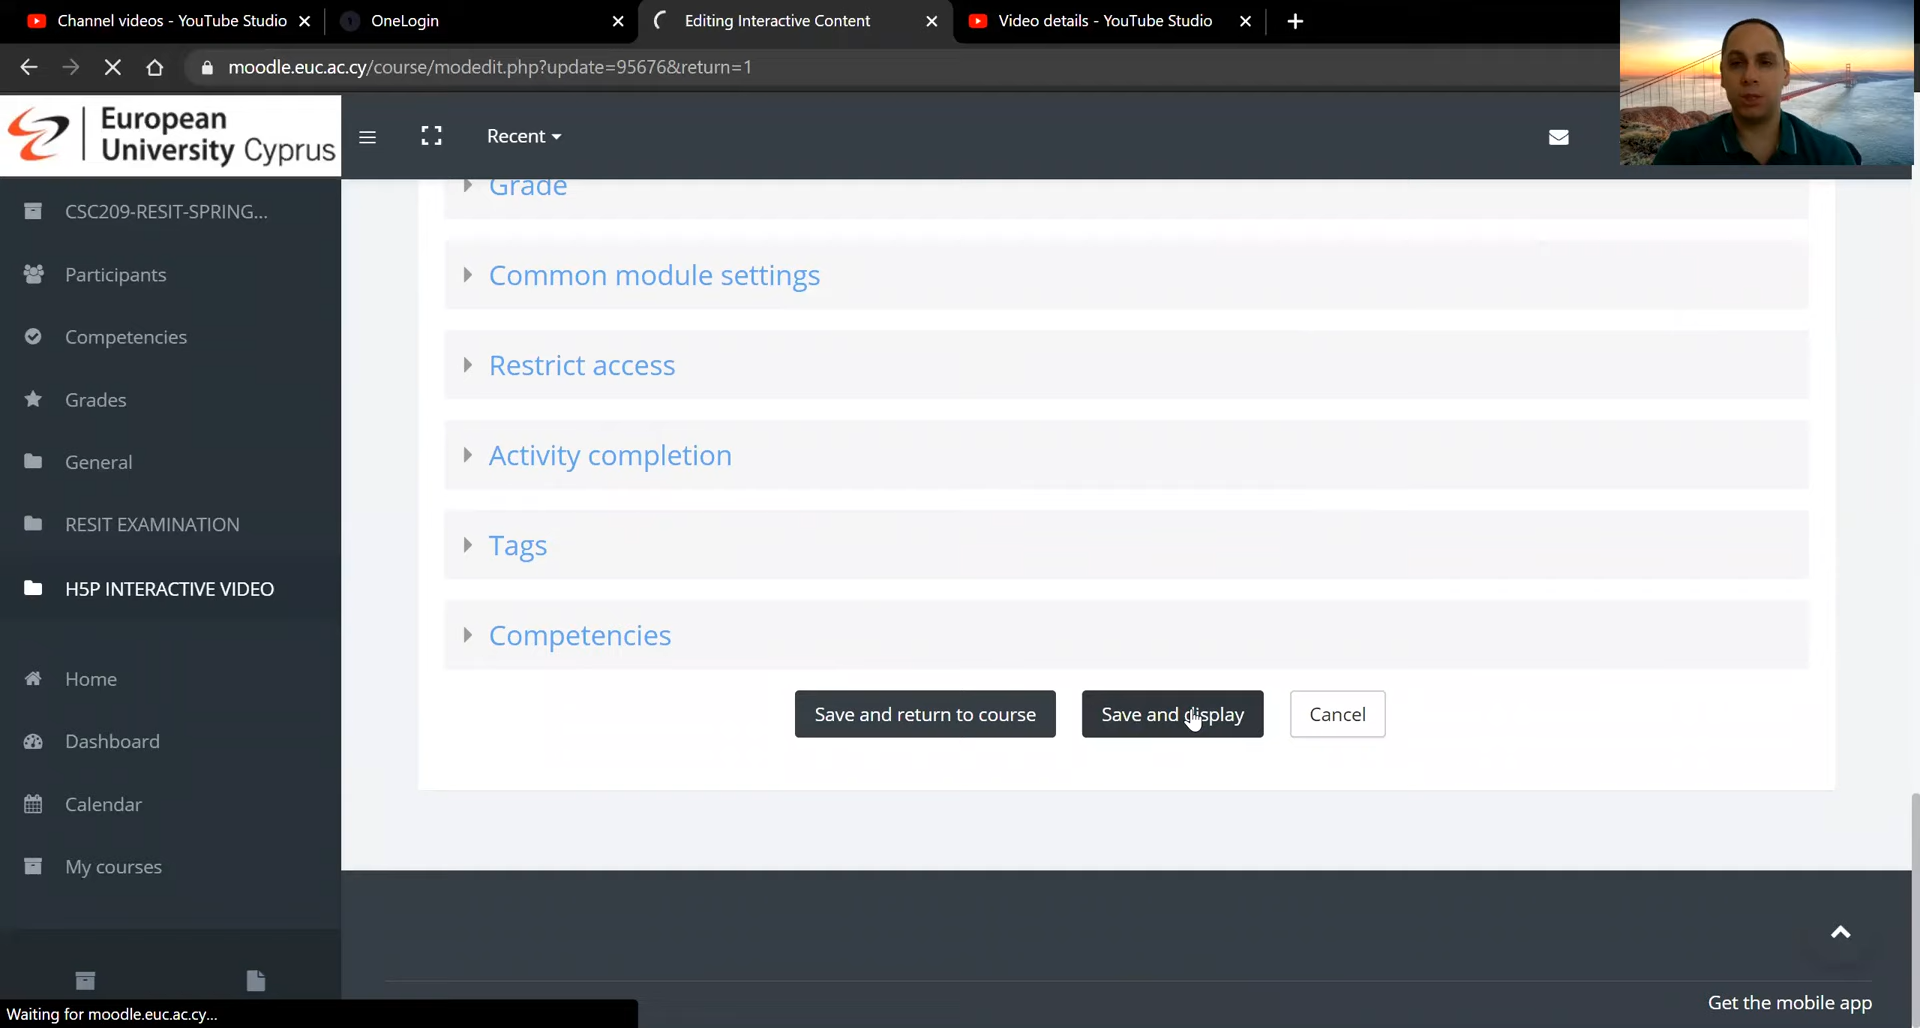 Channel videos - YouTube Studio
OneLogin
Editing Interactive Content
Video details - YouTube Studio
moodle.euc.ac.cy/course/modedit.php?update=95676&return=1
European
University Cyprus
Recent
CSC209-RESIT-SPRING...
Participants
Competencies
Grades
General
RESIT EXAMINATION
H5P INTERACTIVE VIDEO
Home
Dashboard
Calendar
My courses
Grade
Common module settings
Restrict access
Activity completion
Tags
Competencies
Save and return to course
Save and display
Cancel
Get the mobile app
Waiting for moodle.euc.ac.cy...